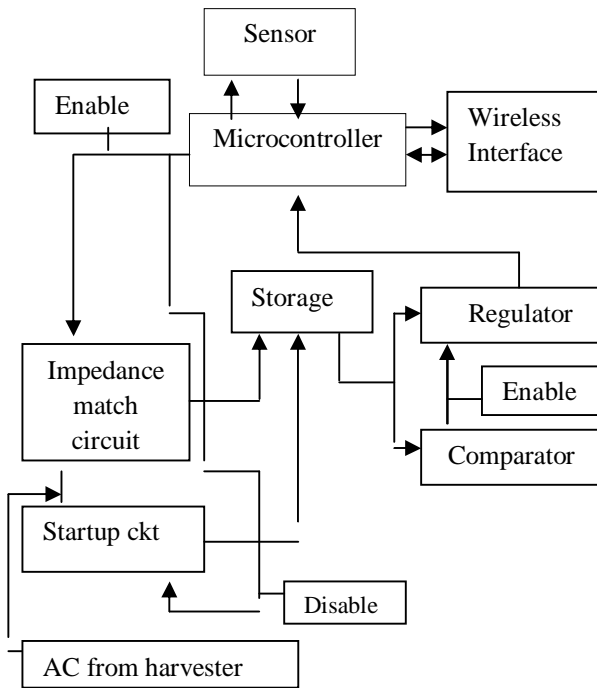 Sensor
Enable
Microcontroller
Wireless
Interface
Storage
Regulator
Impedance
match
circuit
Enable
Comparator
Startup ckt
Disable
AC from harvester